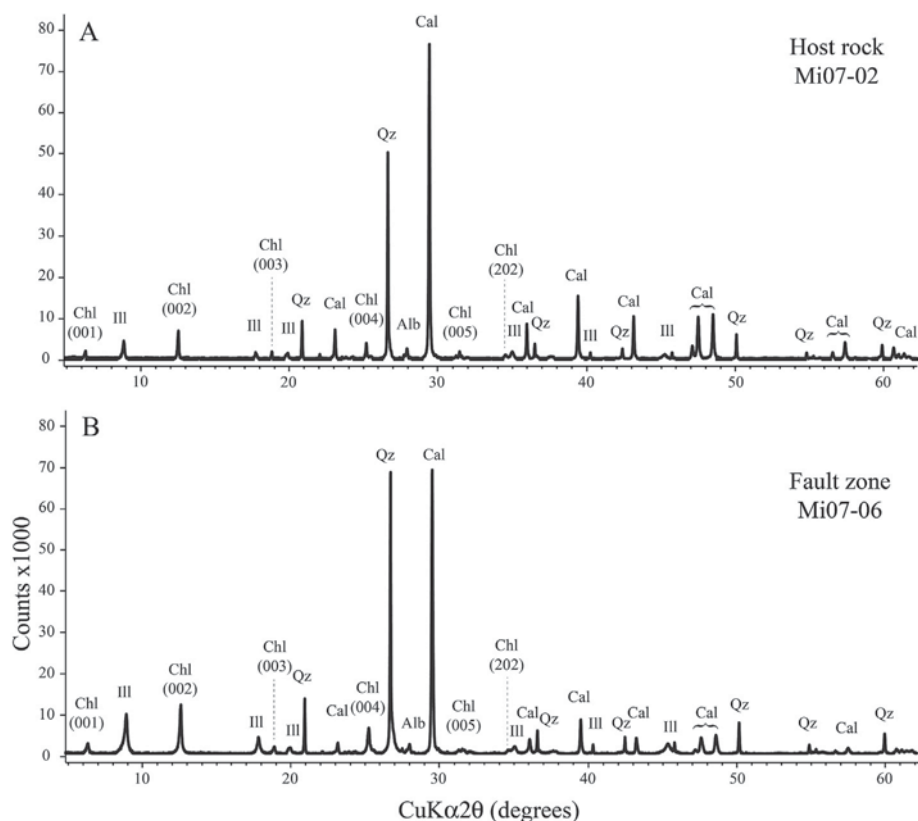 A
Host rock
Mi07-02
80
70
60
50
40
30
20
10
0
Chl
(001)
Ill
Chl
(002)
Ill
Chl
(003)
Ill
Qz
Cal
Chl
(004)
Qz
Alb
Cal
Chl
(005)
Chl
(202)
Ill
Cal
Qz
Cal
Ill
Qz
Cal
Ill
Cal
Qz
Qz
Cal
Qz
Cal
10 20 30 40 50 60
B
Fault zone
Mi07-06
Counts x1000
80
70
60
50
40
30
20
10
0
Chl
(001)
Ill
Chl
(002)
Ill
Chl
(003)
Ill
Qz
Cal
Chl
(004)
Qz
Alb
Cal
Chl
(005)
Chl
(202)
Ill
Cal
Qz
Cal
Ill
Qz
Cal
Ill
Cal
Qz
Qz
Cal
Qz
10 20 30 40 50 60
CuKα2θ (degrees)